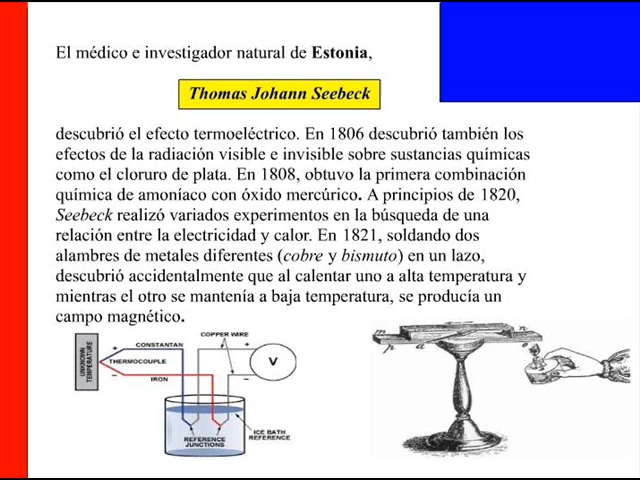 El médico e investigador natural de Estonia,
Thomas Johann Seebeck
descubrió el efecto termoeléctrico. En 1806 descubrió también los
efectos de la radiación visible e invisible sobre sustancias químicas
como el cloruro de plata. En 1808, obtuvo la primera combinación
química de amoníaco con óxido mercúrico. A principios de 1820,
Seebeck realizó variados experimentos en la búsqueda de una
relación entre la electricidad y calor. En 1821, soldando dos
alambres de metales diferentes (cobre y bismuto) en un lazo,
descubrió accidentalmente que al calentar uno a alta temperatura y
mientras el otro se mantenía a baja temperatura, se producía un
campo magnético.
UNKNOWN
TEMPERATURE
+
CONSTANTAN
THERMOCOUPLE
−
IRON
COPPER WIRE
+
V
−
ICE BATH
REFERENCE
REFERENCE
JUNCTIONS
m
n
p
a
o